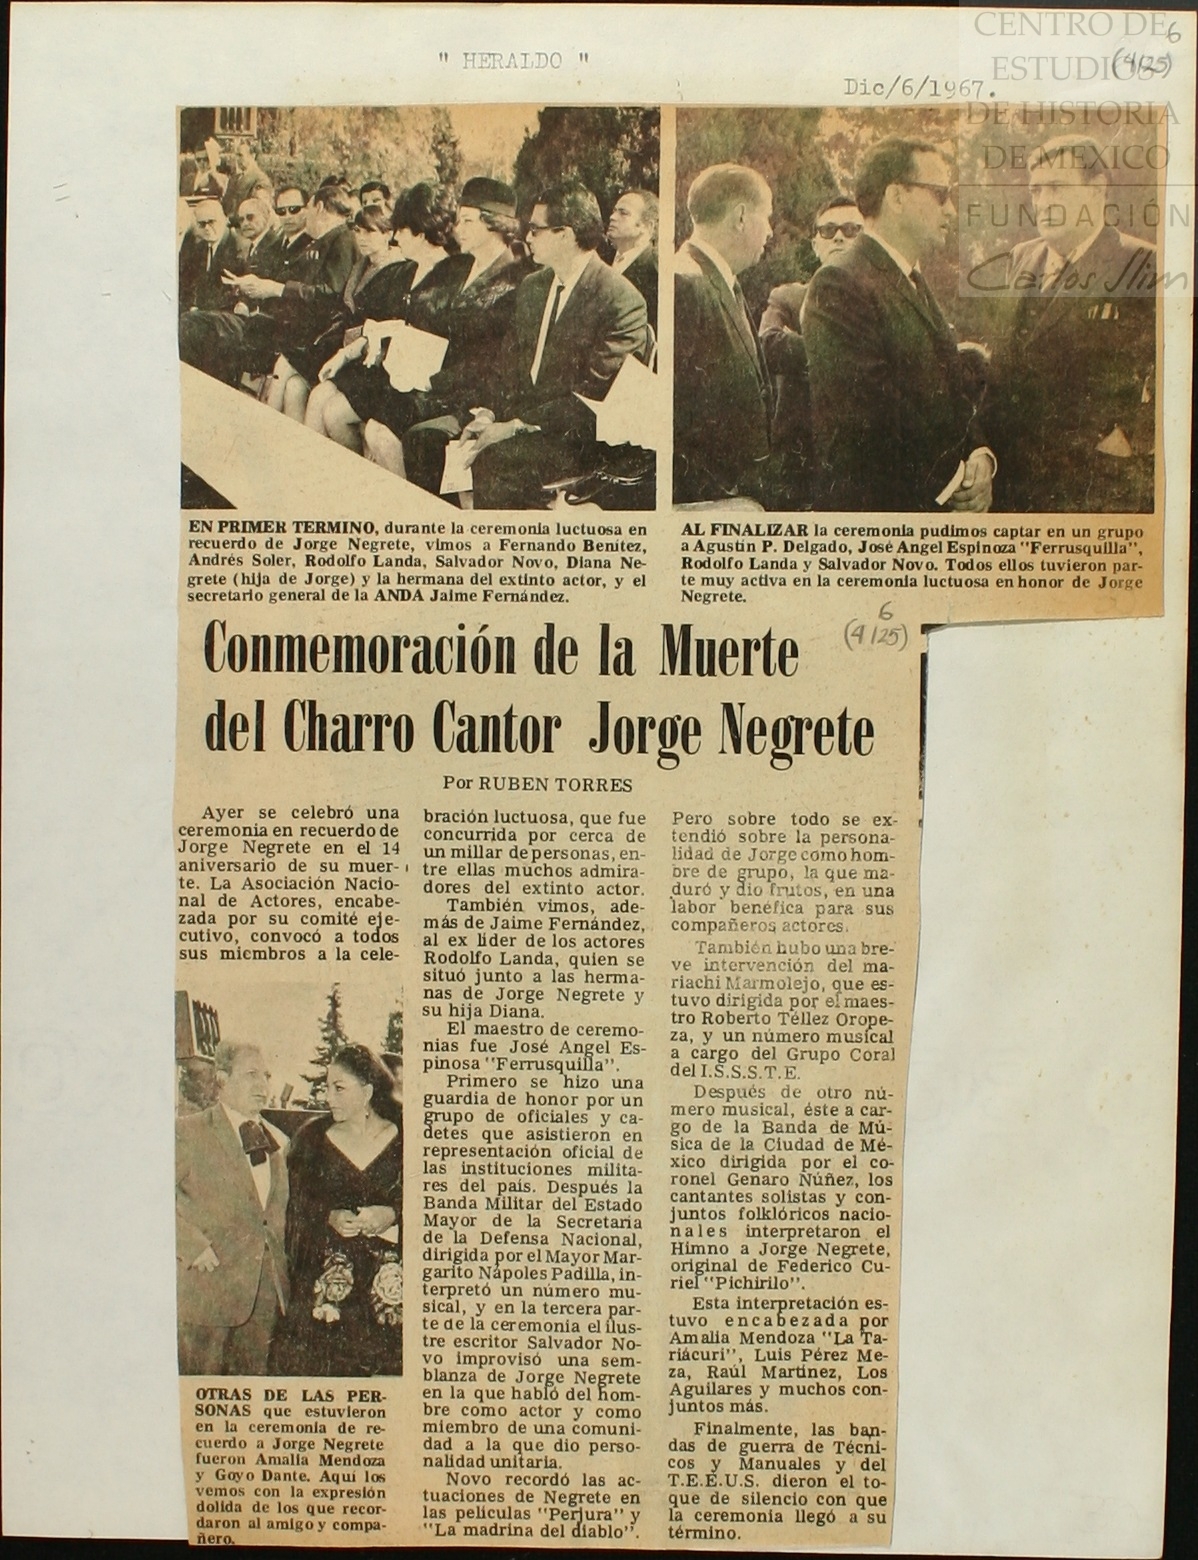 CENTRO DE
ESTUDIOS
DE HISTORIA
DE MEXICO
FUNDACIÓN
Carlos Slim
6
(4/25)
" HERALDO "
Dic/6/1967.
EN PRIMER TERMINO, durante la ceremonia luctuosa en
recuerdo de Jorge Negrete, vimos a Fernando Benítez,
Andrés Soler, Rodolfo Landa, Salvador Novo, Diana Ne-
grete (hija de Jorge) y la hermana del extinto actor, y el
secretario general de la ANDA Jaime Fernández.
AL FINALIZAR la ceremonia pudimos captar en un grupo
a Agustín P. Delgado, José Angel Espinoza "Ferrusquilla",
Rodolfo Landa y Salvador Novo. Todos ellos tuvieron par-
te muy activa en la ceremonia luctuosa en honor de Jorge
Negrete.
6
(4/25)
Conmemoración de la Muerte
del Charro Cantor Jorge Negrete
Por RUBEN TORRES
Ayer se celebró una
ceremonia en recuerdo de
Jorge Negrete en el 14
aniversario de su muer-
te. La Asociación Nacio-
nal de Actores, encabe-
zada por su comité eje-
cutivo, convocó a todos
sus miembros a la cele-
OTRAS DE LAS PER-
SONAS que estuvieron
en la ceremonia de re-
cuerdo a Jorge Negrete
fueron Amalia Mendoza
y Goyo Dante. Aquí los
vemos con la expresión
dolida de los que recor-
daron al amigo y compa-
ñero.
bración luctuosa, que fue
concurrida por cerca de
un millar de personas, en-
tre ellas muchos admira-
dores del extinto actor.
También vimos, ade-
más de Jaime Fernández,
al ex líder de los actores
Rodolfo Landa, quien se
situó junto a las herma-
nas de Jorge Negrete y
su hija Diana.
El maestro de ceremo-
nias fue José Angel Es-
pinosa "Ferrusquilla".
Primero se hizo una
guardia de honor por un
grupo de oficiales y ca-
detes que asistieron en
representación oficial de
las instituciones milita-
res del país. Después la
Banda Militar del Estado
Mayor de la Secretaría
de la Defensa Nacional,
dirigida por el Mayor Mar-
garito Nápoles Padilla, in-
terpretó un número mu-
sical, y en la tercera par-
te de la ceremonia el ilus-
tre escritor Salvador No-
vo improvisó una sem-
blanza de Jorge Negrete
en la que habló del hom-
bre como actor y como
miembro de una comuni-
dad a la que dio perso-
nalidad unitaria.
Novo recordó las ac-
tuaciones de Negrete en
las películas "Perjura" y
"La madrina del diablo".
Pero sobre todo se ex-
tendió sobre la persona-
lidad de Jorge como hom-
bre de grupo, la que ma-
duró y dio frutos, en una
labor benéfica para sus
compañeros actores.
También hubo una bre-
ve intervención del ma-
riachi Marmolejo, que es-
tuvo dirigida por el maes-
tro Roberto Téllez Orope-
za, y un número musical
a cargo del Grupo Coral
del I.S.S.S.T.E.
Después de otro nú-
mero musical, éste a car-
go de la Banda de Mú-
sica de la Ciudad de Mé-
xico dirigida por el co-
ronel Genaro Núñez, los
cantantes solistas y con-
juntos folklóricos nacio-
nales interpretaron el
Himno a Jorge Negrete,
original de Federico Cu-
riel "Pichirilo".
Esta interpretación es-
tuvo encabezada por
Amalia Mendoza "La Ta-
riácuri", Luis Pérez Me-
za, Raúl Martínez, Los
Aguilares y muchos con-
juntos más.
Finalmente, las ban-
das de guerra de Técni-
cos y Manuales y del
T.E.E.U.S. dieron el to-
que de silencio con que
la ceremonia llegó a su
término.